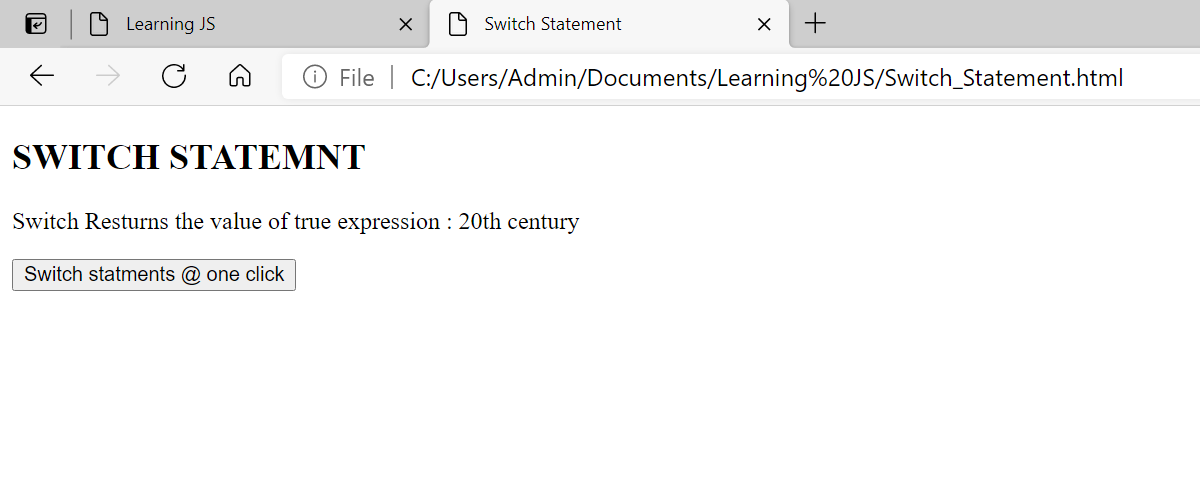 Learning JS
Switch Statement
File
C:/Users/Admin/Documents/Learning%20JS/Switch_Statement.html
SWITCH STATEMNT
Switch Resturns the value of true expression : 20th century
Switch statments @ one click